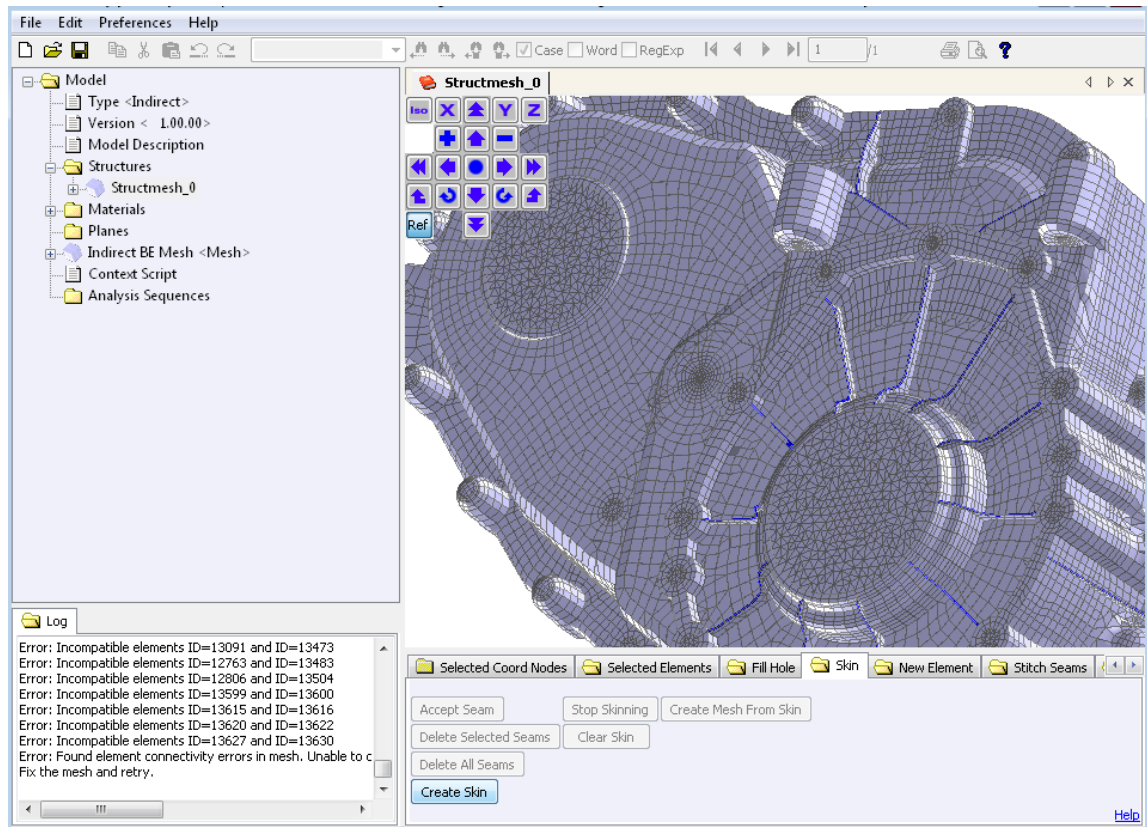 File Edit Preferences Help
Case Word RegExp 1 /1
Model
Type <Indirect>
Version < 1.00.00>
Model Description
Structures
Structmesh_0
Materials
Planes
Indirect BE Mesh <Mesh>
Context Script
Analysis Sequences
Structmesh_0
Iso X Y Z
Ref
Log
Error: Incompatible elements ID=13091 and ID=13473
Error: Incompatible elements ID=12763 and ID=13483
Error: Incompatible elements ID=12806 and ID=13504
Error: Incompatible elements ID=13599 and ID=13600
Error: Incompatible elements ID=13615 and ID=13616
Error: Incompatible elements ID=13620 and ID=13622
Error: Incompatible elements ID=13627 and ID=13630
Error: Found element connectivity errors in mesh. Unable to c
Fix the mesh and retry.
Selected Coord Nodes Selected Elements Fill Hole Skin New Element Stitch Seams
Accept Seam Stop Skinning Create Mesh From Skin
Delete Selected Seams Clear Skin
Delete All Seams
Create Skin
Help